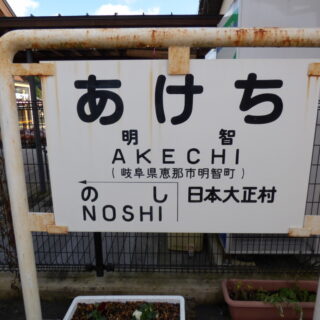 あけち
明智
AKECHI
(岐阜県恵那市明智町)
のし
NOSHI
日本大正村